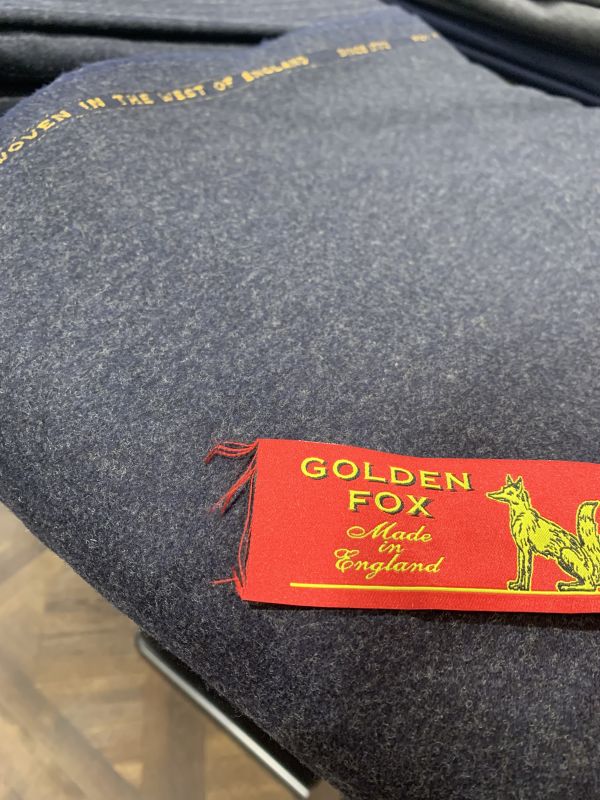 WOVEN IN THE WEST OF ENGLAND
GOLDEN
FOX
Made
in
England